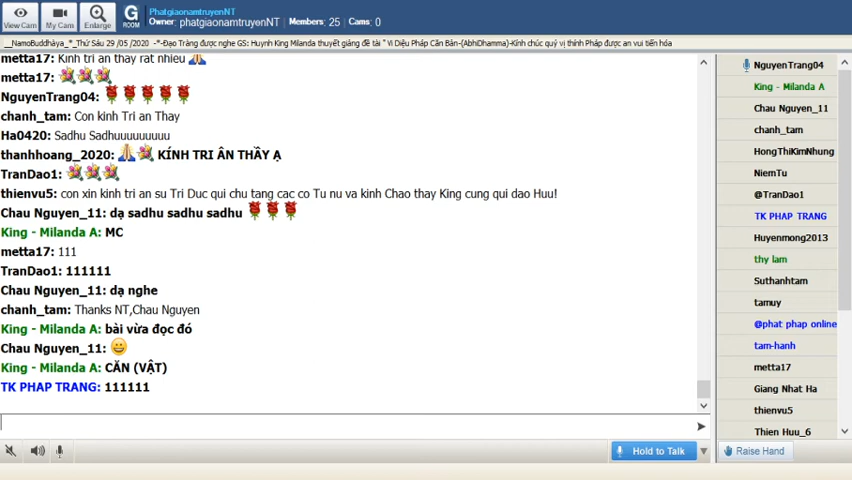 View Cam
My Cam
Enlarge
G
ROOM
PhatgiaonamtruyenNT
Owner: phatgiaonamtruyenNT Members: 25 Cams: 0
__NamoBuddhàya_*_Thứ Sáu 29 /05 /2020 -*-Đạo Tràng được nghe GS: Huỳnh King Milanda thuyết giảng đề tài " Vi Diệu Pháp Căn Bản-(AbhiDhamma)-Kính chúc quý vị thính Pháp được an vui tiến hóa
metta17: Kinh tri an thay rat nhieu
metta17:
NguyenTrang04:
chanh_tam: Con kinh Tri an Thay
Ha0420: Sadhu Sadhuuuuuuuuu
thanhhoang_2020: KÍNH TRI ÂN THẦY Ạ
TranDao1:
thienvu5: con xin kinh tri an su Tri Duc qui chu tang cac co Tu nu va kinh Chao thay King cung qui dao Huu!
Chau Nguyen_11: dạ sadhu sadhu sadhu
King - Milanda A: MC
metta17: 111
TranDao1: 111111
Chau Nguyen_11: dạ nghe
chanh_tam: Thanks NT,Chau Nguyen
King - Milanda A: bài vừa đọc đó
Chau Nguyen_11:
King - Milanda A: CĂN (VẬT)
TK PHAP TRANG: 111111
Hold to Talk
NguyenTrang04
King - Milanda A
Chau Nguyen_11
chanh_tam
HongThiKimNhung
NiemTu
@TranDao1
TK PHAP TRANG
Huyenmong2013
thy lam
Suthanhtam
tamuy
@phat phap online
tam-hanh
metta17
Giang Nhat Ha
thienvu5
Thien Huu_6
Raise Hand